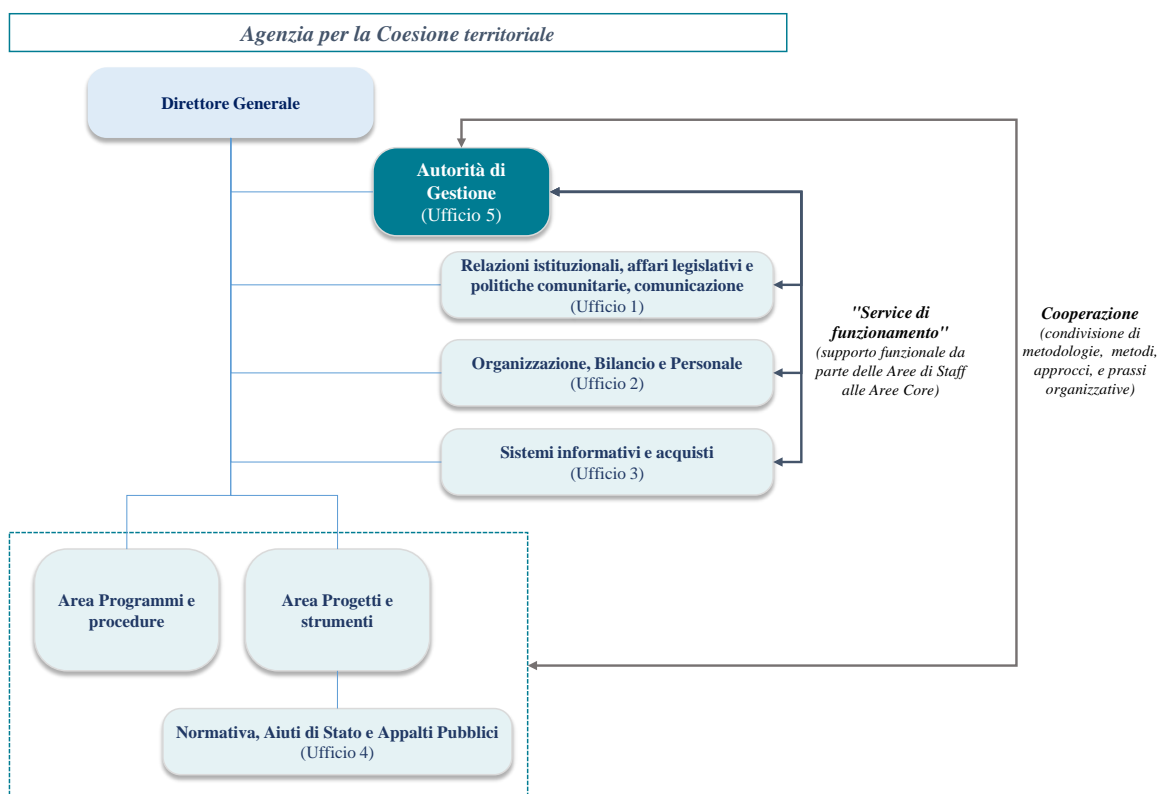 Agenzia per la Coesione territoriale
Direttore Generale
Autorità di
Gestione
(Ufficio 5)
Relazioni istituzionali, affari legislativi e
politiche comunitarie, comunicazione
(Ufficio 1)
Organizzazione, Bilancio e Personale
(Ufficio 2)
Sistemi informativi e acquisti
(Ufficio 3)
"Service di
funzionamento"
(supporto funzionale da
parte delle Aree di Staff
alle Aree Core)
Cooperazione
(condivisione di
metodologie, metodi,
approcci, e prassi
organizzative)
Area Programmi e
procedure
Area Progetti e
strumenti
Normativa, Aiuti di Stato e Appalti Pubblici
(Ufficio 4)